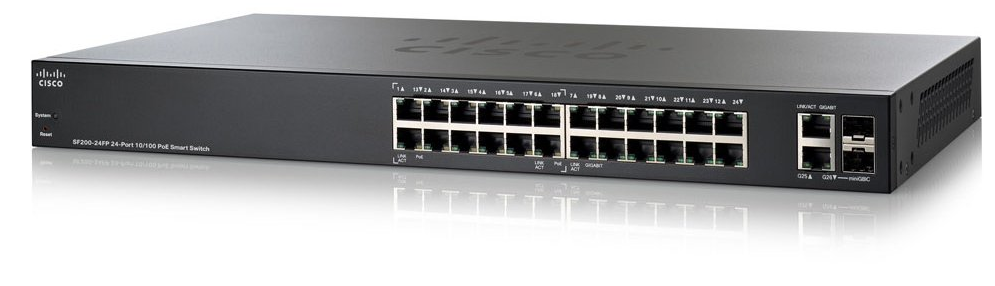 CISCO
CISCO
1▲ 13▼ 2▲ 14▼ 3▲ 15▼ 4▲ 16▼ 5▲ 17▼ 6▲ 18▼ 7▲ 19▼ 8▲ 20▼ 9▲ 21▼ 10▲ 22▼ 11▲ 23▼ 12▲ 24▼
LINK/ACT GIGABIT
System
Reset
SF200-24FP 24-Port 10/100 PoE Smart Switch
LINK ACT PoE
LINK ACT PoE
LINK ACT GIGABIT
G25▲ G26▼ miniGBIC